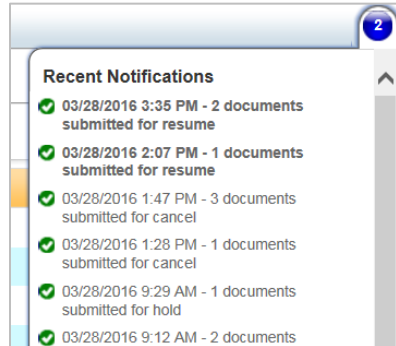 2
Recent Notifications
03/28/2016 3:35 PM - 2 documents
submitted for resume
03/28/2016 2:07 PM - 1 documents
submitted for resume
03/28/2016 1:47 PM - 3 documents
submitted for cancel
03/28/2016 1:28 PM - 1 documents
submitted for cancel
03/28/2016 9:29 AM - 1 documents
submitted for hold
03/28/2016 9:12 AM - 2 documents